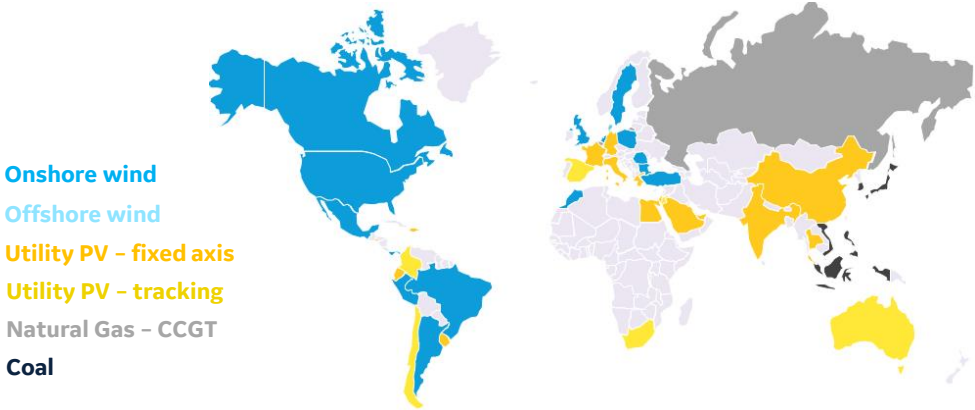 Onshore wind
Offshore wind
Utility PV – fixed axis
Utility PV – tracking
Natural Gas – CCGT
Coal